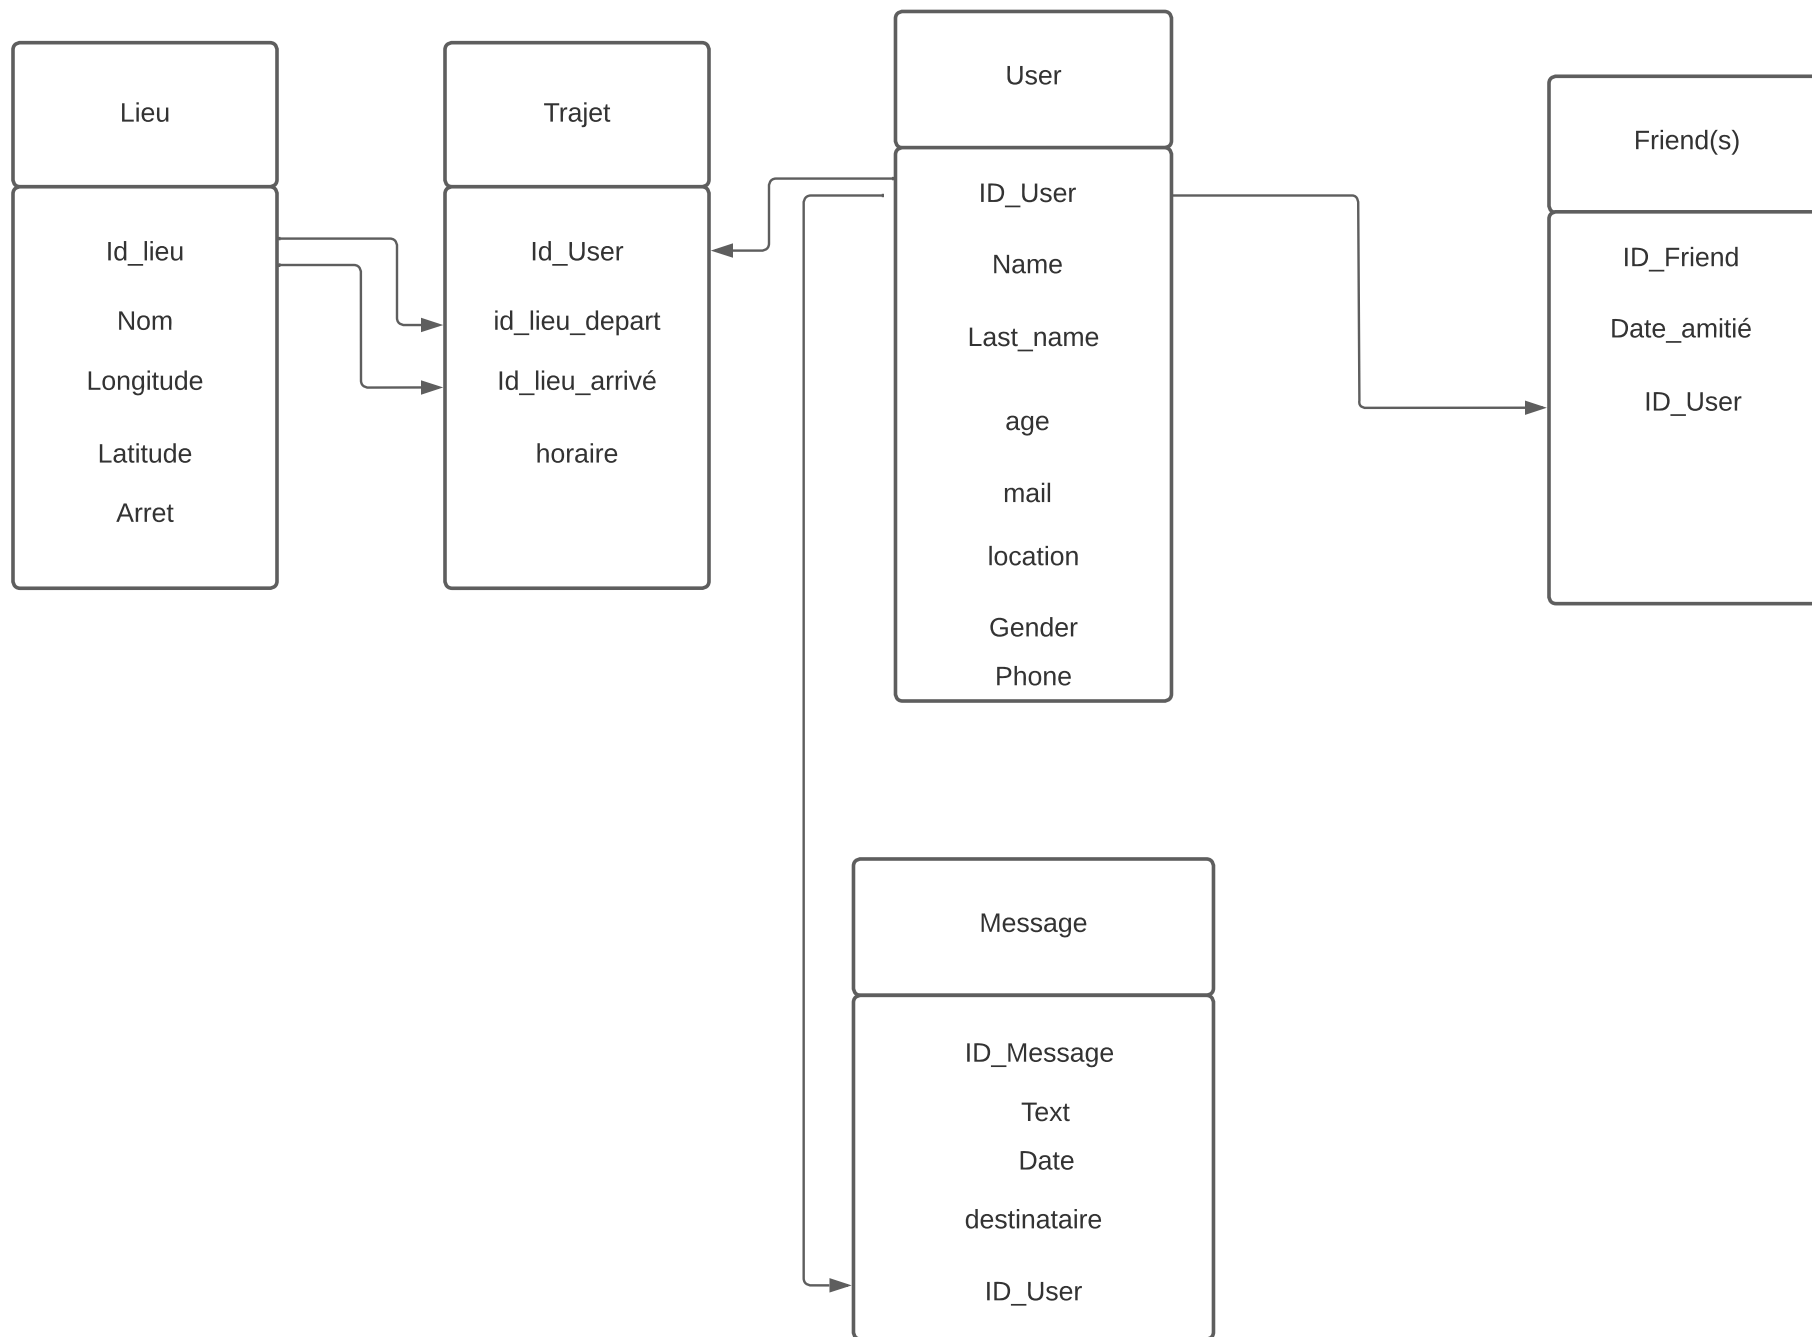 Lieu
Id_lieu
Nom
Longitude
Latitude
Arret
Trajet
Id_User
id_lieu_depart
Id_lieu_arrivé
horaire
User
ID_User
Name
Last_name
age
mail
location
Gender
Phone
Friend(s)
ID_Friend
Date_amitié
ID_User
Message
ID_Message
Text
Date
destinataire
ID_User